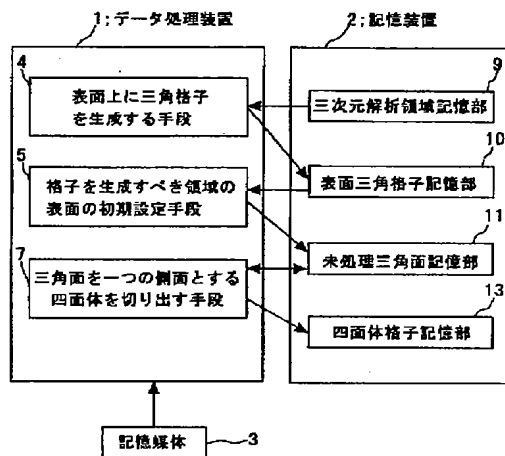 1;データ処理装置
4
表面上に三角格子
を生成する手段
5
格子を生成すべき領域の
表面の初期設定手段
7
三角面を一つの側面とする
四面体を切り出す手段
2;記憶装置
9
三次元解析領域記憶部
10
表面三角格子記憶部
11
未処理三角面記憶部
13
四面体格子記憶部
記憶媒体
3